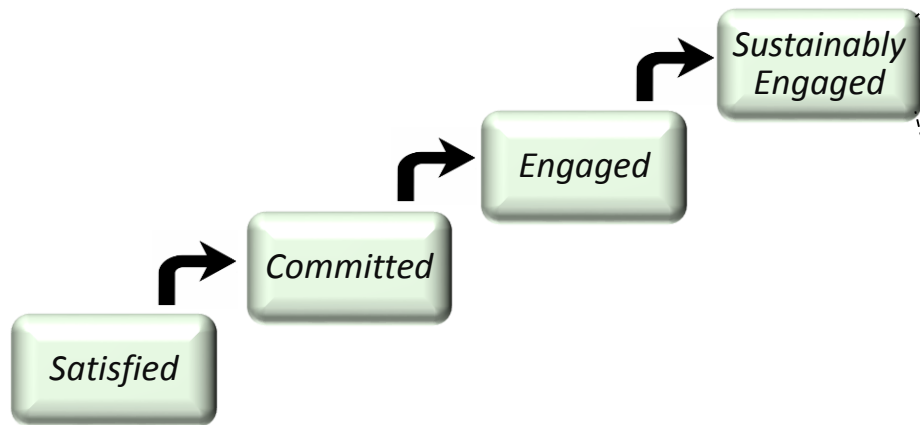 Sustainably
Engaged
Engaged
Committed
Satisfied